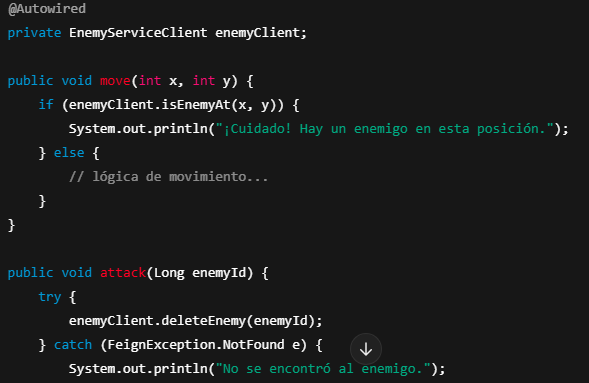 @Autowired
private EnemyServiceClient enemyClient;
public void move(int x, int y) {
if (enemyClient.isEnemyAt(x, y)) {
System.out.println("¡Cuidado! Hay un enemigo en esta posición.");
} else {
// lógica de movimiento...
}
}
public void attack(Long enemyId) {
try {
enemyClient.deleteEnemy(enemyId);
} catch (FeignException.NotFound e) {
System.out.println("No se encontró al enemigo.");